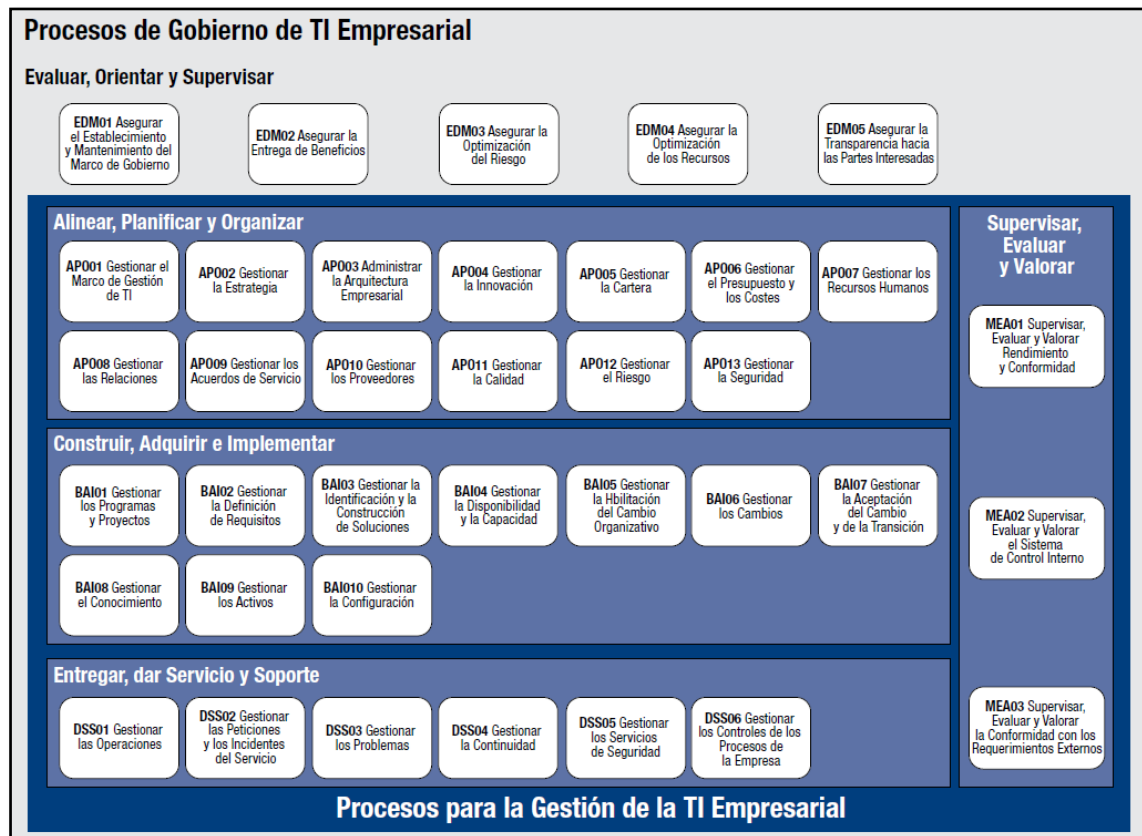 Procesos de Gobierno de TI Empresarial
Evaluar, Orientar y Supervisar
EDM01 Asegurar
el Establecimiento
y Mantenimiento del
Marco de Gobierno
EDM02 Asegurar la
Entrega de Beneficios
EDM03 Asegurar la
Optimización
del Riesgo
EDM04 Asegurar la
Optimización
de los Recursos
EDM05 Asegurar la
Transparencia hacia
las Partes Interesadas
Alinear, Planificar y Organizar
APO01 Gestionar el
Marco de Gestión
de TI
APO02 Gestionar
la Estrategia
APO03 Administrar
la Arquitectura
Empresarial
APO04 Gestionar
la Innovación
APO05 Gestionar
la Cartera
APO06 Gestionar
el Presupuesto y
los Costes
APO07 Gestionar los
Recursos Humanos
APO08 Gestionar
las Relaciones
APO09 Gestionar los
Acuerdos de Servicio
APO10 Gestionar
los Proveedores
APO11 Gestionar
la Calidad
APO12 Gestionar
el Riesgo
APO13 Gestionar
la Seguridad
Construir, Adquirir e Implementar
BAI01 Gestionar
los Programas
y Proyectos
BAI02 Gestionar
la Definición
de Requisitos
BAI03 Gestionar la
Identificación y la
Construcción
de Soluciones
BAI04 Gestionar
la Disponibilidad
y la Capacidad
BAI05 Gestionar
la Hbilitación
del Cambio
Organizativo
BAI06 Gestionar
los Cambios
BAI07 Gestionar
la Aceptación
del Cambio
y de la Transición
BAI08 Gestionar
el Conocimiento
BAI09 Gestionar
los Activos
BAI010 Gestionar
la Configuración
Entregar, dar Servicio y Soporte
DSS01 Gestionar
las Operaciones
DSS02 Gestionar
las Peticiones
y los Incidentes
del Servicio
DSS03 Gestionar
los Problemas
DSS04 Gestionar
la Continuidad
DSS05 Gestionar
los Servicios
de Seguridad
DSS06 Gestionar
los Controles de los
Procesos de
la Empresa
Supervisar,
Evaluar
y Valorar
MEA01 Supervisar,
Evaluar y Valorar
Rendimiento
y Conformidad
MEA02 Supervisar,
Evaluar y Valorar
el Sistema
de Control Interno
MEA03 Supervisar,
Evaluar y Valorar
la Conformidad con los
Requerimientos Externos
Procesos para la Gestión de la TI Empresarial